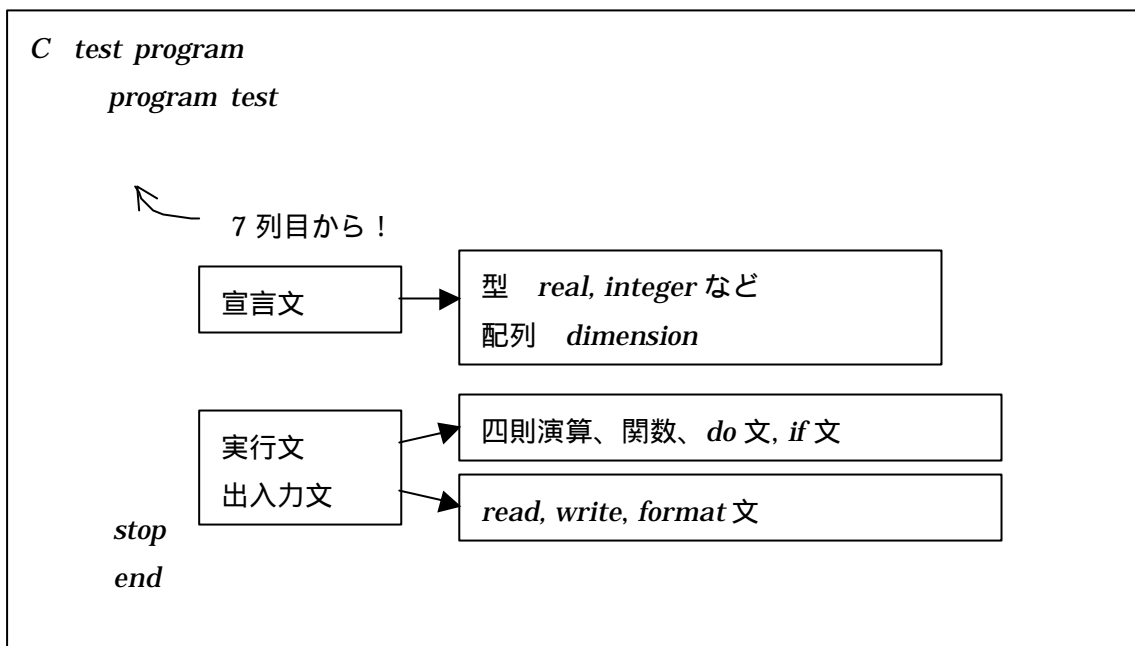 C test program
program test
7 列目から！
宣言文
型 real, integer など
配列 dimension
実行文
出入力文
四則演算、関数、do 文, if 文
read, write, format 文
stop
end